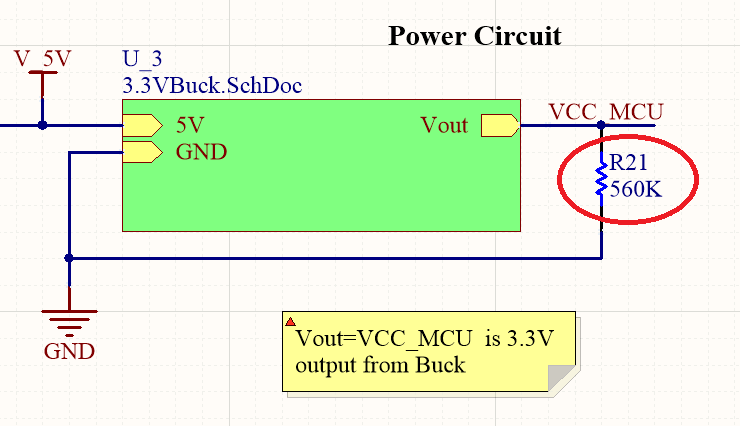 Power Circuit
V_5V
U_3
3.3VBuck.SchDoc
5V
Vout
VCC_MCU
GND
R21
560K
GND
Vout=VCC_MCU is 3.3V
output from Buck